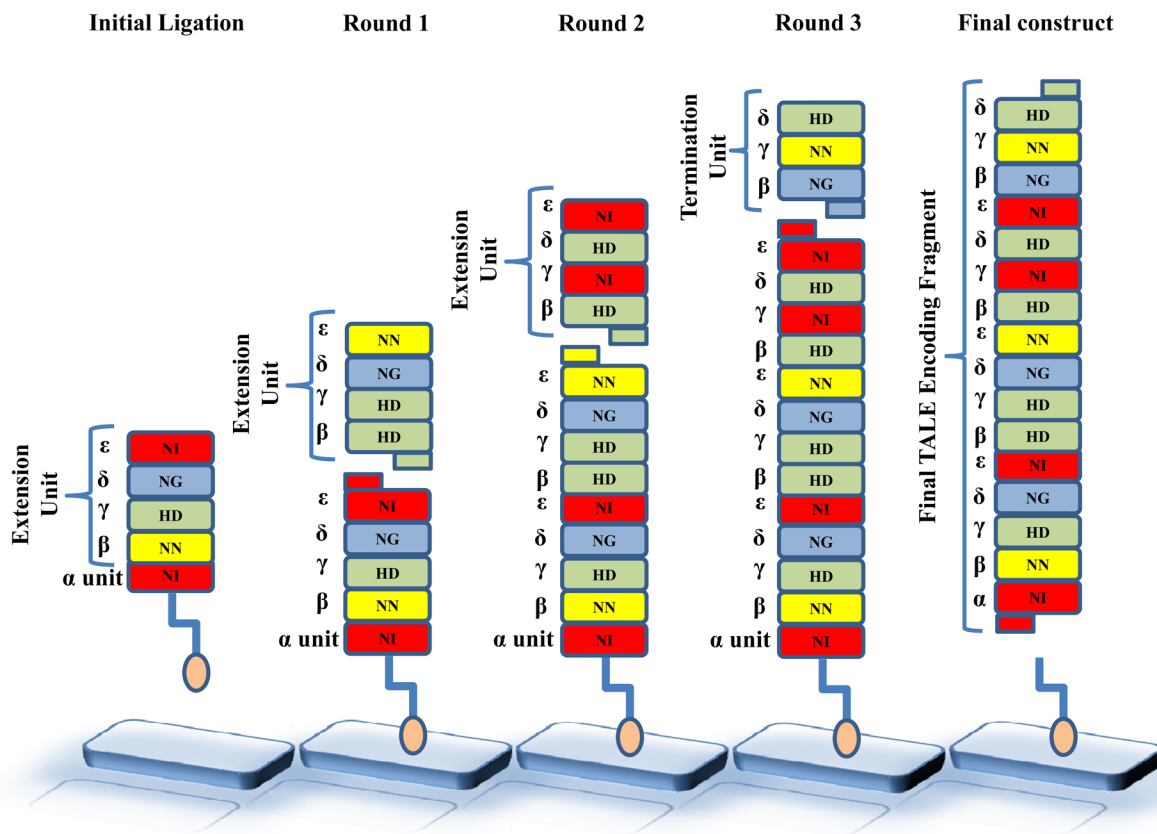 Initial Ligation
Round 1
Round 2
Round 3
Final construct
Extension
Unit
ε
NI
δ
NG
γ
HD
β
NN
α unit
NI
Extension
Unit
ε
NN
δ
NG
γ
HD
β
HD
ε
NI
δ
NG
γ
HD
β
NN
α unit
NI
Extension
Unit
ε
NI
δ
HD
γ
NI
β
HD
ε
NN
δ
NG
γ
HD
β
HD
ε
NI
δ
NG
γ
HD
β
NN
α unit
NI
Termination
Unit
δ
HD
γ
NN
β
NG
ε
NI
δ
HD
γ
NI
β
HD
ε
NN
δ
NG
γ
HD
β
HD
ε
NI
δ
NG
γ
HD
β
NN
α unit
NI
Final TALE Encoding Fragment
δ
HD
γ
NN
β
NG
ε
NI
δ
HD
γ
NI
β
HD
ε
NN
δ
NG
γ
HD
β
HD
ε
NI
δ
NG
γ
HD
β
NN
α
NI